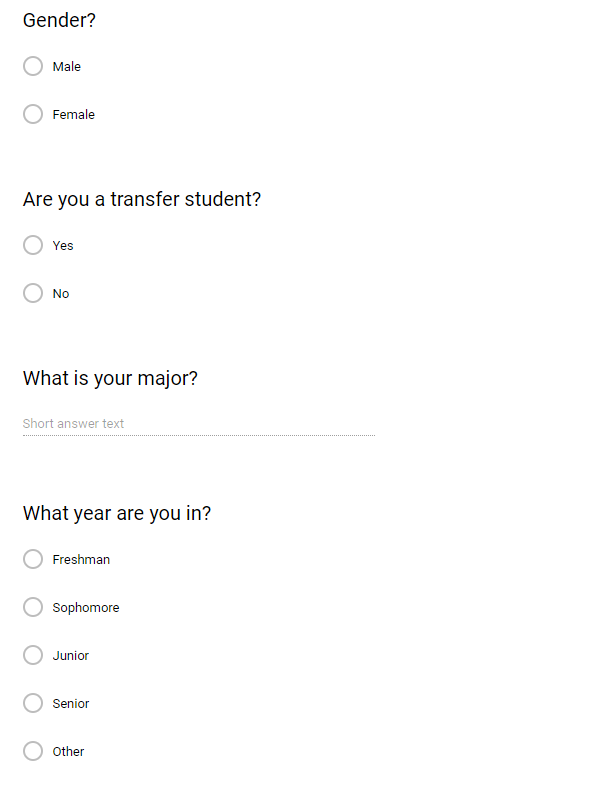 Gender?
Male
Female
Are you a transfer student?
Yes
No
What is your major?
Short answer text
What year are you in?
Freshman
Sophomore
Junior
Senior
Other